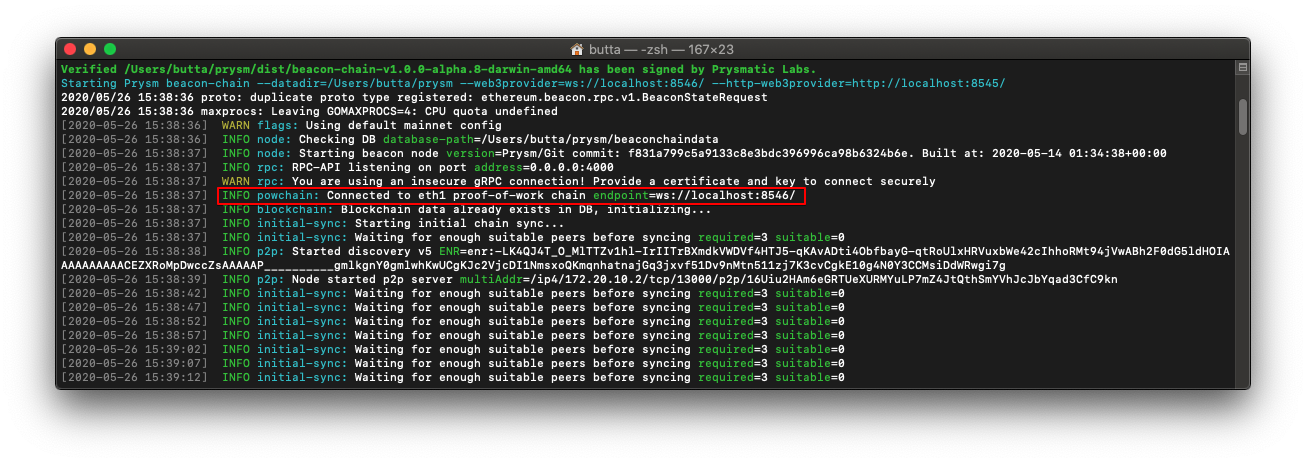 butta — -zsh — 167×23
Verified /Users/butta/prysm/dist/beacon-chain-v1.0.0-alpha.8-darwin-amd64 has been signed by Prysmatic Labs.
Starting Prysm beacon-chain --datadir=/Users/butta/prysm --web3provider=ws://localhost:8546/ --http-web3provider=http://localhost:8545/
2020/05/26 15:38:36 proto: duplicate proto type registered: ethereum.beacon.rpc.v1.BeaconStateRequest
2020/05/26 15:38:36 maxprocs: Leaving GOMAXPROCS=4: CPU quota undefined
[2020-05-26 15:38:36]  WARN flags: Using default mainnet config
[2020-05-26 15:38:36]  INFO node: Checking DB database-path=/Users/butta/prysm/beaconchaindata
[2020-05-26 15:38:37]  INFO node: Starting beacon node version=Prysm/Git commit: f831a799c5a9133c8e3bdc396996ca98b6324b6e. Built at: 2020-05-14 01:34:38+00:00
[2020-05-26 15:38:37]  INFO rpc: RPC-API listening on port address=0.0.0.0:4000
[2020-05-26 15:38:37]  WARN rpc: You are using an insecure gRPC connection! Provide a certificate and key to connect securely
[2020-05-26 15:38:37]  INFO powchain: Connected to eth1 proof-of-work chain endpoint=ws://localhost:8546/
[2020-05-26 15:38:37]  INFO blockchain: Blockchain data already exists in DB, initializing...
[2020-05-26 15:38:37]  INFO initial-sync: Starting initial chain sync...
[2020-05-26 15:38:37]  INFO initial-sync: Waiting for enough suitable peers before syncing required=3 suitable=0
[2020-05-26 15:38:38]  INFO p2p: Started discovery v5 ENR=enr:-LK4QJ4T_O_MlTTZv1hl-IrIITrBXmdkVWDVf4HTJ5-qKAvADti4ObfbayG-qtRoUlxHRVuxbWe42cIhhoRMt94jVwABh2F0dG5ldHOIA
AAAAAAAAACEZXRoMpDwccZsAAAAAP__________gmlkgnY0gmlwhKwUCgKJc2VjcDI1NmsxoQKmqnhatnajGq3jxvf51Dv9nMtn511zj7K3cvCgkE10g4N0Y3CCMsiDdWRwgi7g
[2020-05-26 15:38:39]  INFO p2p: Node started p2p server multiAddr=/ip4/172.20.10.2/tcp/13000/p2p/16Uiu2HAm6eGRTUeXURMYuLP7mZ4JtQthSmYVhJcJbYqad3CfC9kn
[2020-05-26 15:38:42]  INFO initial-sync: Waiting for enough suitable peers before syncing required=3 suitable=0
[2020-05-26 15:38:47]  INFO initial-sync: Waiting for enough suitable peers before syncing required=3 suitable=0
[2020-05-26 15:38:52]  INFO initial-sync: Waiting for enough suitable peers before syncing required=3 suitable=0
[2020-05-26 15:38:57]  INFO initial-sync: Waiting for enough suitable peers before syncing required=3 suitable=0
[2020-05-26 15:39:02]  INFO initial-sync: Waiting for enough suitable peers before syncing required=3 suitable=0
[2020-05-26 15:39:07]  INFO initial-sync: Waiting for enough suitable peers before syncing required=3 suitable=0
[2020-05-26 15:39:12]  INFO initial-sync: Waiting for enough suitable peers before syncing required=3 suitable=0